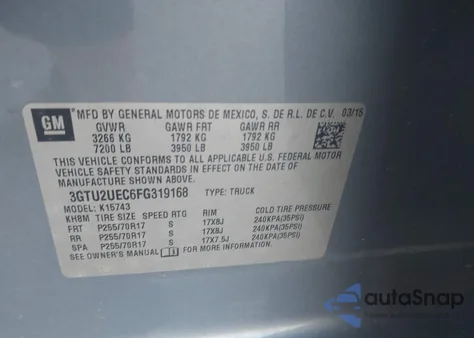 GM
MFD BY GENERAL MOTORS DE MEXICO, S. DE R.L. DE C.V. 03/15
GVWR GAWR FRT GAWR RR
3266 KG 1792 KG 1792 KG
7200 LB 3950 LB 3950 LB
THIS VEHICLE CONFORMS TO ALL APPLICABLE U.S. FEDERAL MOTOR
VEHICLE SAFETY STANDARDS IN EFFECT ON THE DATE OF
MANUFACTURE SHOWN ABOVE.
3GTU2UEC6FG319168 TYPE: TRUCK
MODEL: K15743
KH8M TIRE SIZE SPEED RTG RIM COLD TIRE PRESSURE
FRT P255/70R17 S 17X8J 240KPA(35PSI)
RR P255/70R17 S 17X8J 240KPA(35PSI)
SPA P255/70R17 S 17X7.5J 240KPA(35PSI)
SEE OWNER'S MANUAL FOR MORE INFORMATION.
autoSnap